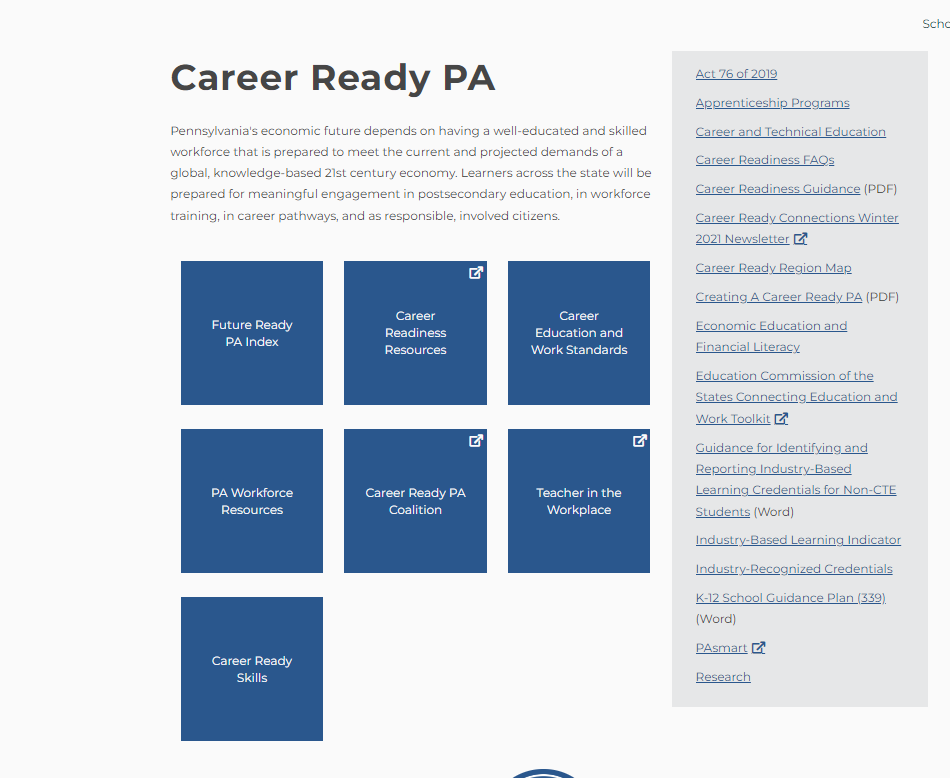 Career Ready PA
Pennsylvania's economic future depends on having a well-educated and skilled
workforce that is prepared to meet the current and projected demands of a
global, knowledge-based 21st century economy. Learners across the state will be
prepared for meaningful engagement in postsecondary education, in workforce
training, in career pathways, and as responsible, involved citizens.
Future Ready
PA Index
Career
Readiness
Resources
Career
Education and
Work Standards
PA Workforce
Resources
Career Ready PA
Coalition
Teacher in the
Workplace
Career Ready
Skills
Act 76 of 2019
Apprenticeship Programs
Career and Technical Education
Career Readiness FAQs
Career Readiness Guidance (PDF)
Career Ready Connections Winter
2021 Newsletter
Career Ready Region Map
Creating A Career Ready PA (PDF)
Economic Education and
Financial Literacy
Education Commission of the
States Connecting Education and
Work Toolkit
Guidance for Identifying and
Reporting Industry-Based
Learning Credentials for Non-CTE
Students (Word)
Industry-Based Learning Indicator
Industry-Recognized Credentials
K-12 School Guidance Plan (339)
(Word)
PAsmart
Research